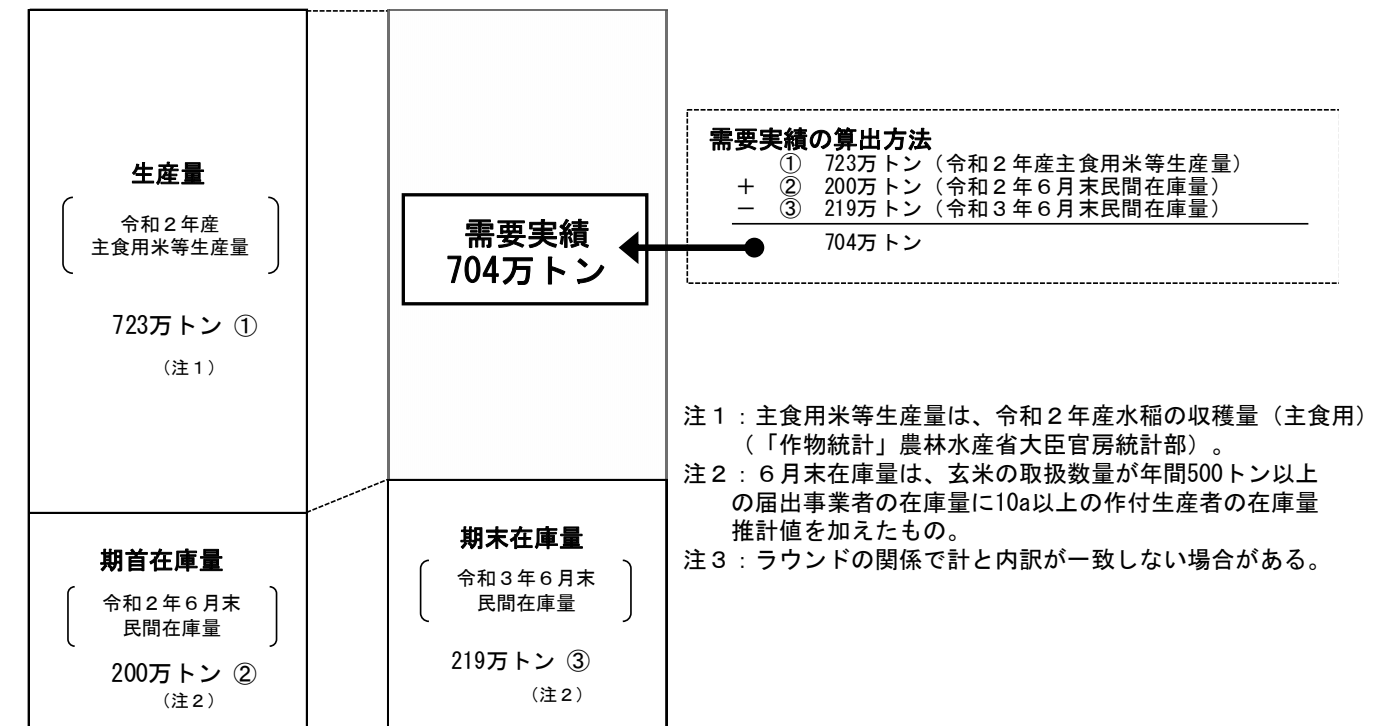 生産量
令和２年産
主食用米等生産量
723万トン ①
（注１）
期首在庫量
令和２年６月末
民間在庫量
200万トン ②
（注２）
需要実績
704万トン
期末在庫量
令和３年６月末
民間在庫量
219万トン ③
（注２）
需要実績の算出方法
① 723万トン（令和２年産主食用米等生産量）
＋ ② 200万トン（令和２年６月末民間在庫量）
－ ③ 219万トン（令和３年６月末民間在庫量）
704万トン
注１：主食用米等生産量は、令和２年産水稲の収穫量（主食用）
（「作物統計」農林水産省大臣官房統計部）。
注２：６月末在庫量は、玄米の取扱数量が年間500トン以上
の届出事業者の在庫量に10a以上の作付生産者の在庫量
推計値を加えたもの。
注３：ラウンドの関係で計と内訳が一致しない場合がある。